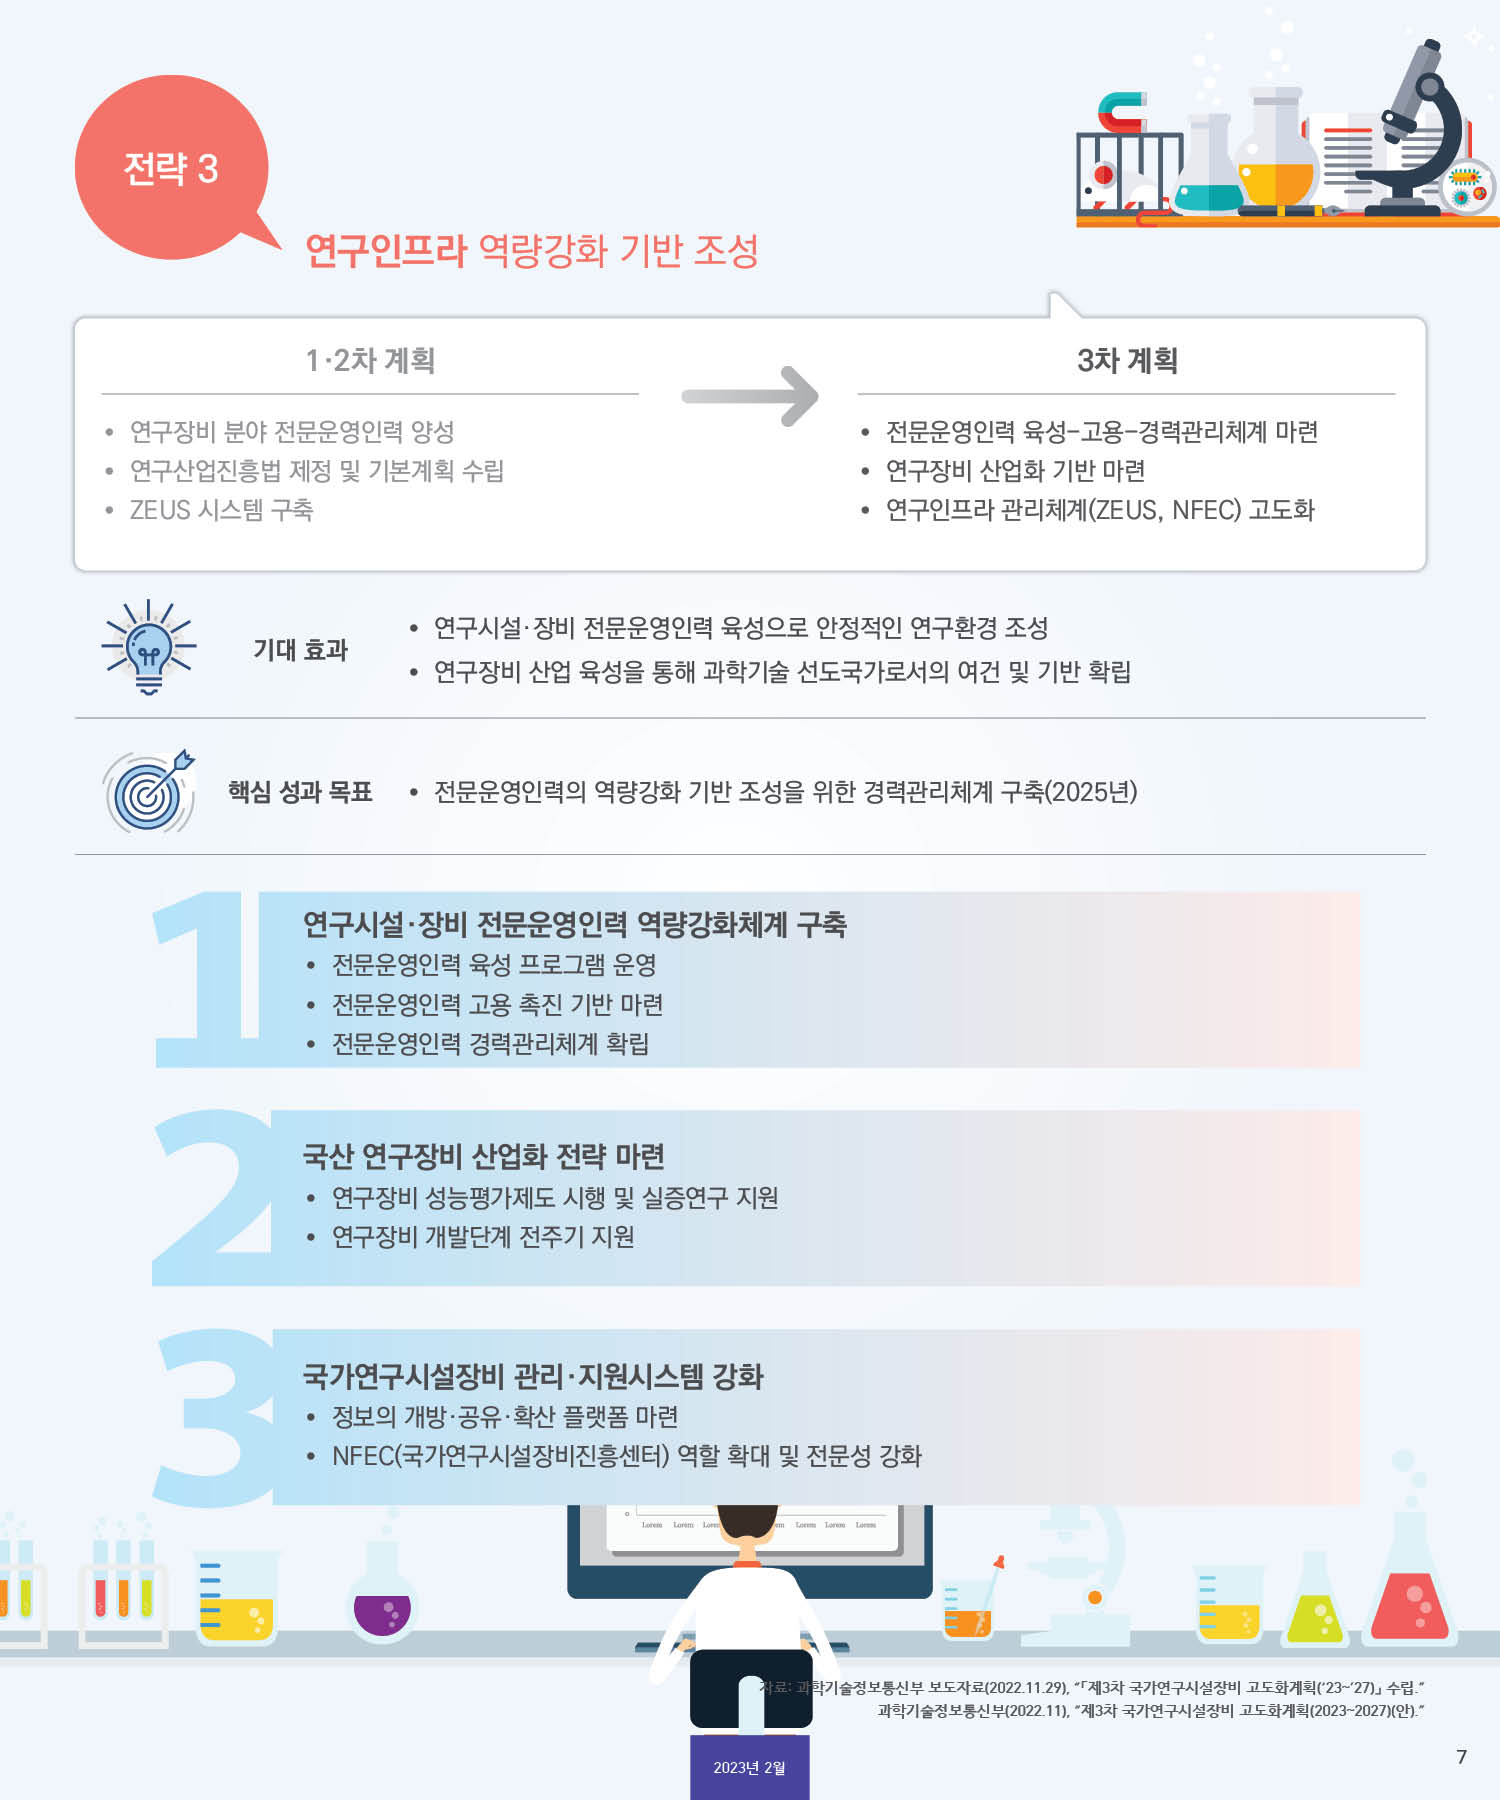 전략 3
연구인프라 역량강화 기반 조성
1·2차 계획
• 연구장비 분야 전문운영인력 양성
• 연구산업진흥법 제정 및 기본계획 수립
• ZEUS 시스템 구축
3차 계획
• 전문운영인력 육성-고용-경력관리체계 마련
• 연구장비 산업화 기반 마련
• 연구인프라 관리체계(ZEUS, NFEC) 고도화
기대 효과
• 연구시설·장비 전문운영인력 육성으로 안정적인 연구환경 조성
• 연구장비 산업 육성을 통해 과학기술 선도국가로서의 여건 및 기반 확립
핵심 성과 목표
• 전문운영인력의 역량강화 기반 조성을 위한 경력관리체계 구축(2025년)
1
연구시설·장비 전문운영인력 역량강화체계 구축
• 전문운영인력 육성 프로그램 운영
• 전문운영인력 고용 촉진 기반 마련
• 전문운영인력 경력관리체계 확립
2
국산 연구장비 산업화 전략 마련
• 연구장비 성능평가제도 시행 및 실증연구 지원
• 연구장비 개발단계 전주기 지원
3
국가연구시설장비 관리·지원시스템 강화
• 정보의 개방·공유·확산 플랫폼 마련
• NFEC(국가연구시설장비진흥센터) 역할 확대 및 전문성 강화
0
Lorem Lorem Lorem Lorem Lorem Lorem
자료: 과학기술정보통신부 보도자료(2022.11.29), “「제3차 국가연구시설장비 고도화계획(‘23~’27)」 수립.”
과학기술정보통신부(2022.11), “제3차 국가연구시설장비 고도화계획(2023~2027)(안).”
2023년 2월
7